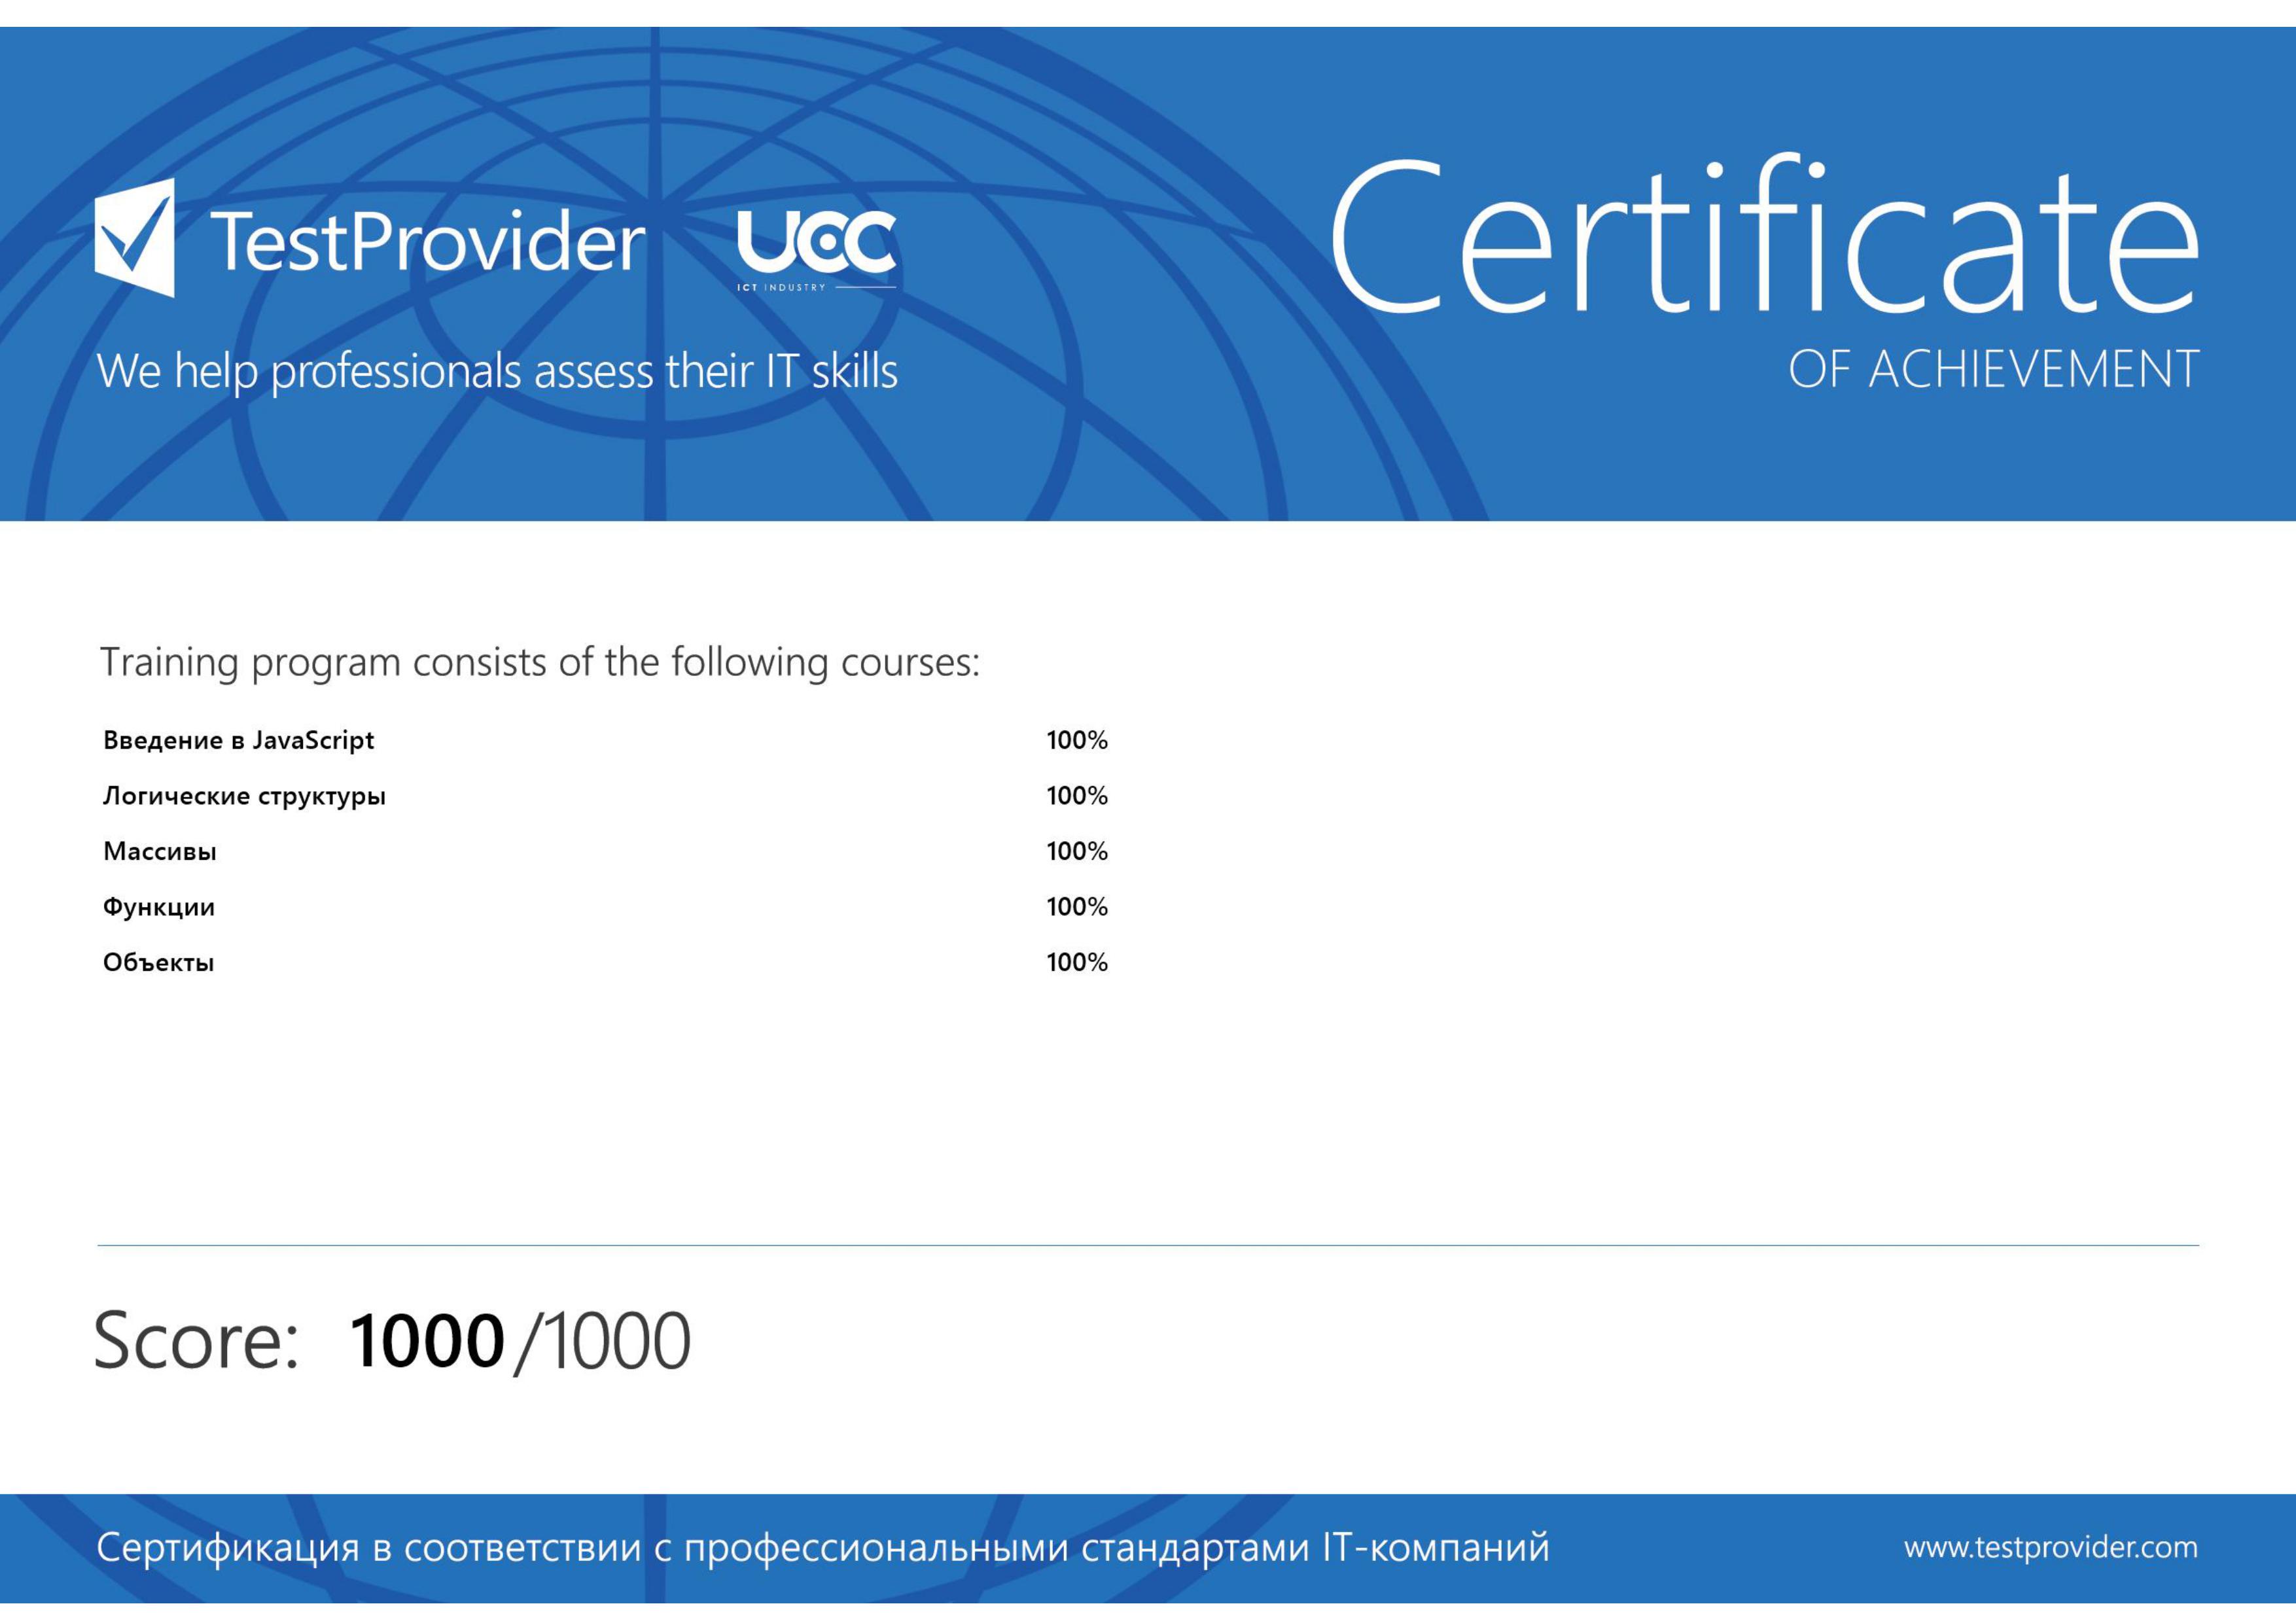 TestProvider
UCC
ICT INDUSTRY
We help professionals assess their IT skills
Certificate
OF ACHIEVEMENT
Training program consists of the following courses:
Введение в JavaScript 100%
Логические структуры 100%
Массивы 100%
Функции 100%
Объекты 100%
Score: 1000/1000
Сертификация в соответствии с профессиональными стандартами IT-компаний
www.testprovider.com